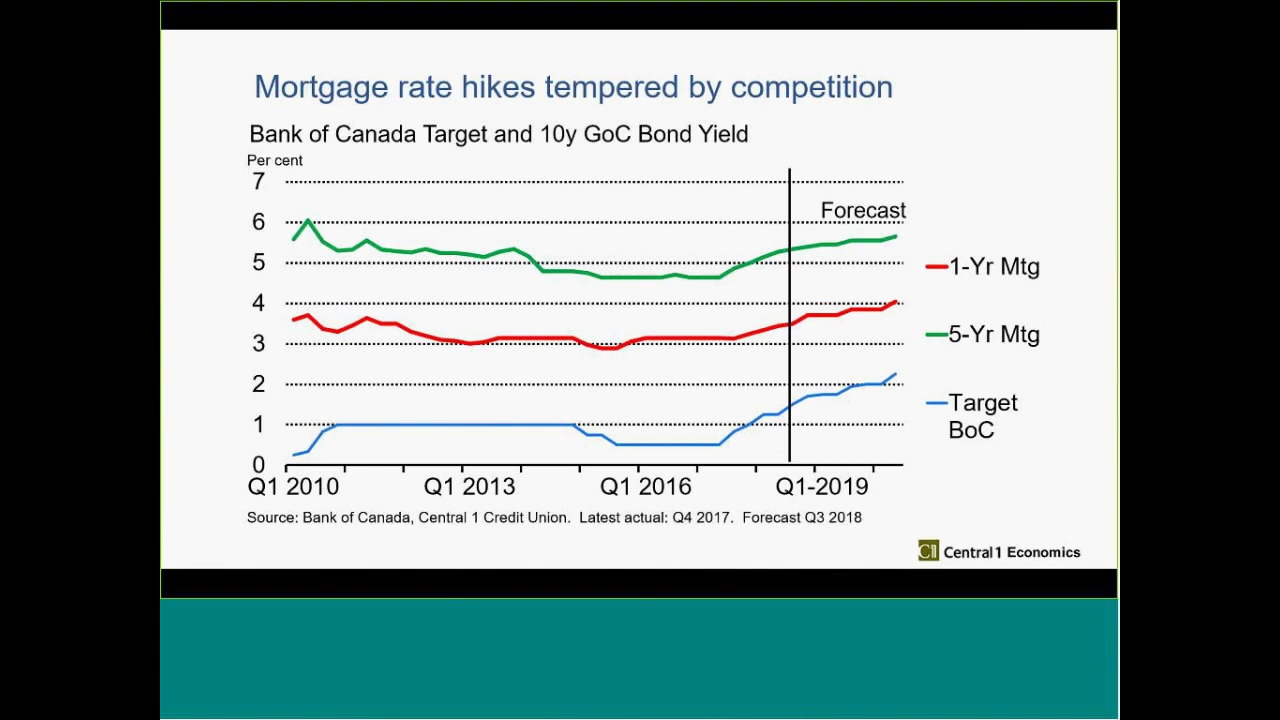 Mortgage rate hikes tempered by competition
Bank of Canada Target and 10y GoC Bond Yield
Per cent
7
6
5
4
3
2
1
0
Forecast
1-Yr Mtg
5-Yr Mtg
Target
BoC
Q1 2010 Q1 2013 Q1 2016 Q1-2019
Source: Bank of Canada, Central 1 Credit Union. Latest actual: Q4 2017. Forecast Q3 2018
C1 Central 1 Economics